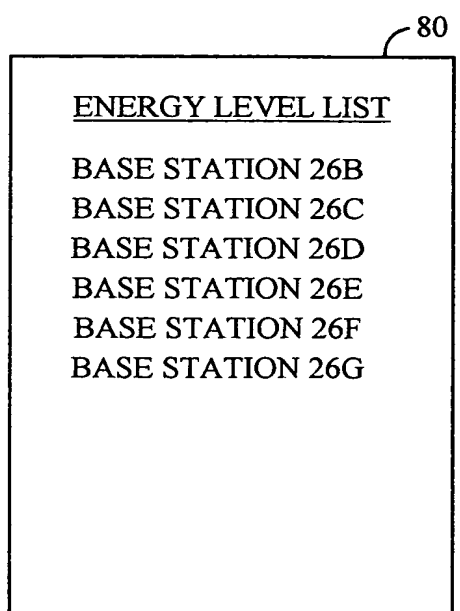 80
ENERGY LEVEL LIST
BASE STATION 26B
BASE STATION 26C
BASE STATION 26D
BASE STATION 26E
BASE STATION 26F
BASE STATION 26G